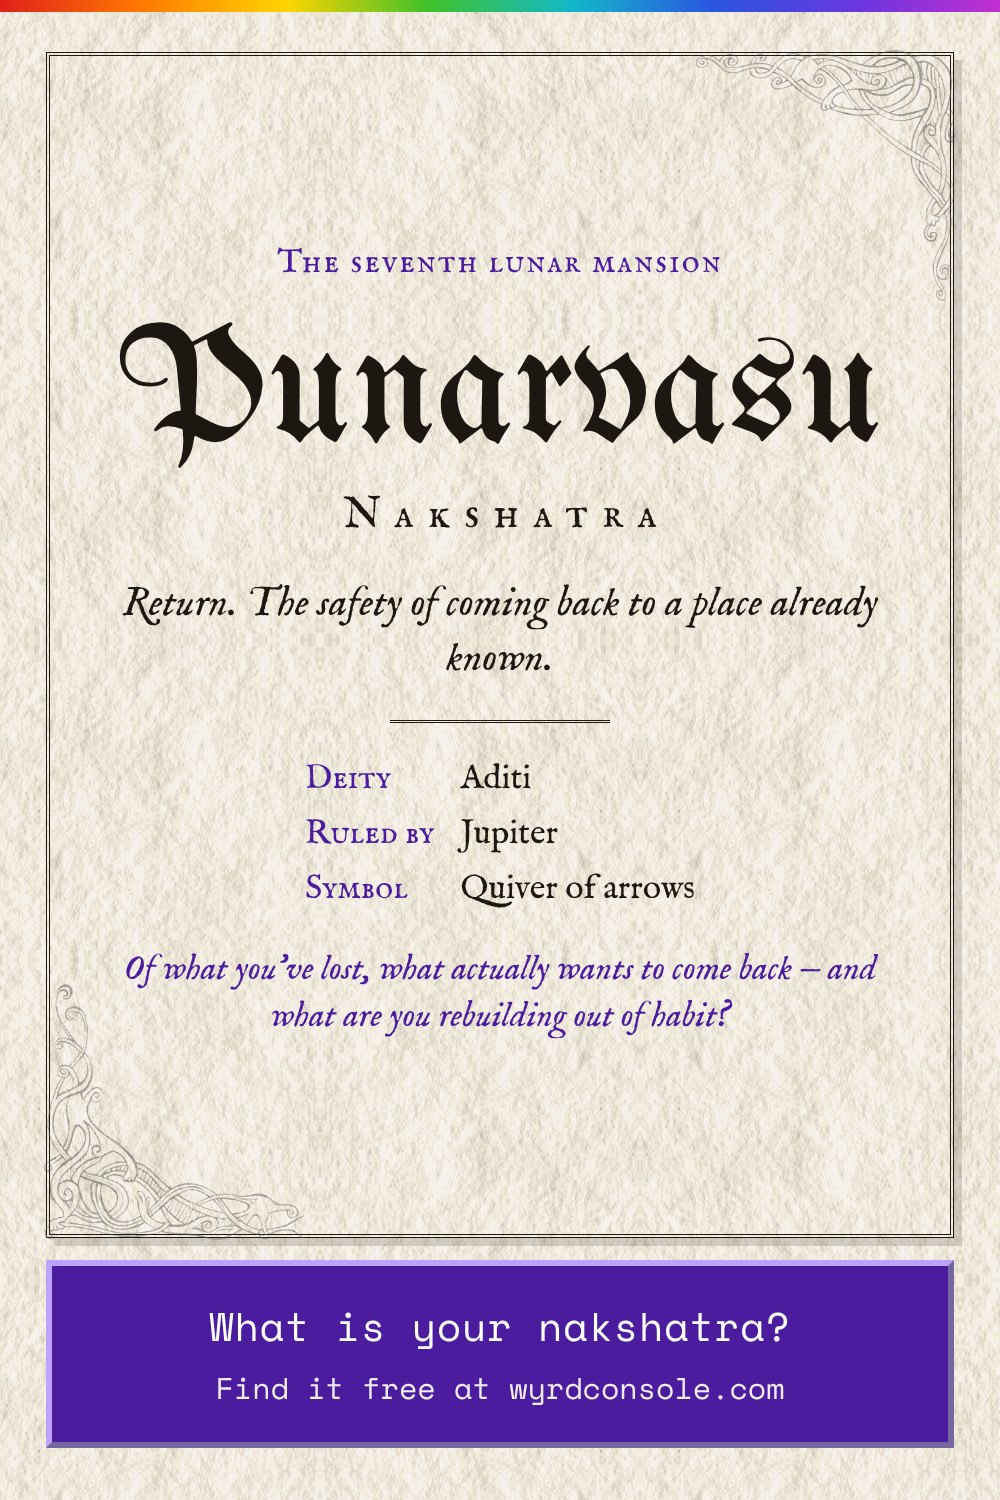 The seventh lunar mansion
Punarvasu
Nakshatra
Return. The safety of coming back to a place already
known.
Deity Aditi
Ruled by Jupiter
Symbol Quiver of arrows
Of what you’ve lost, what actually wants to come back — and
what are you rebuilding out of habit?
What is your nakshatra?
Find it free at wyrdconsole.com